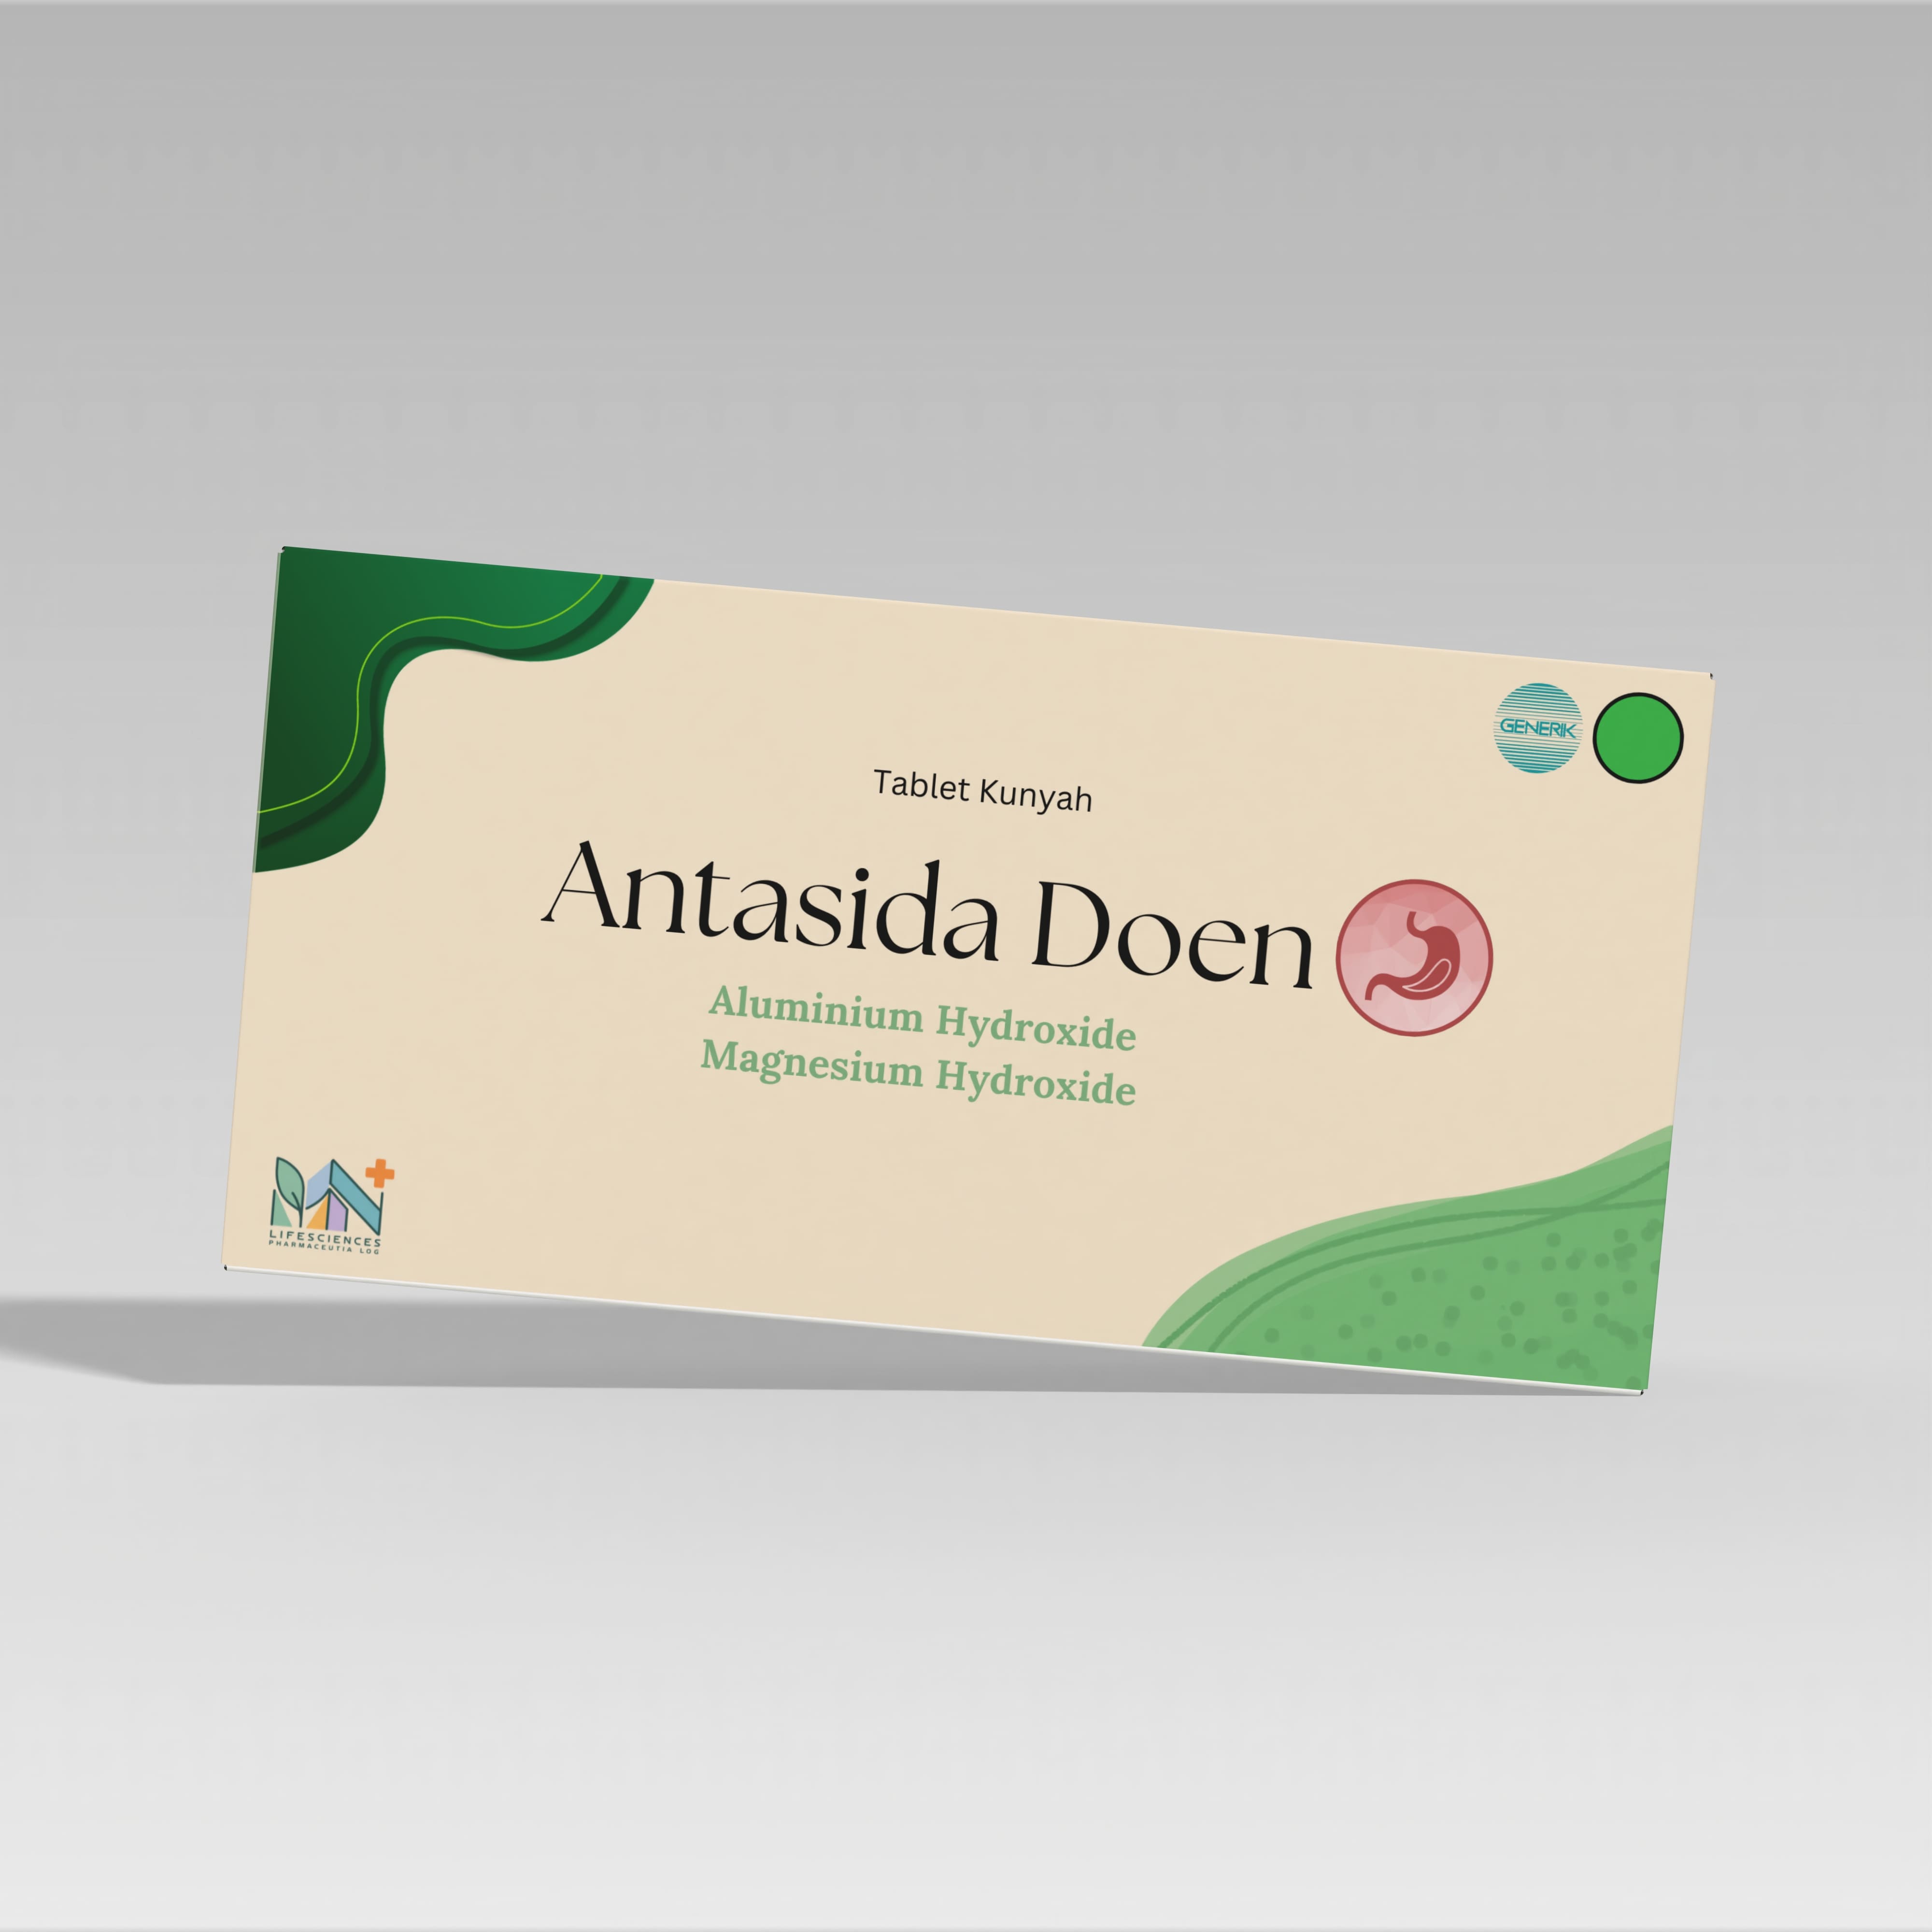 GENERIK
Tablet Kunyah
Antasida Doen
Aluminium Hydroxide
Magnesium Hydroxide
LIFESCIENCES
PHARMACEUTIA LOG